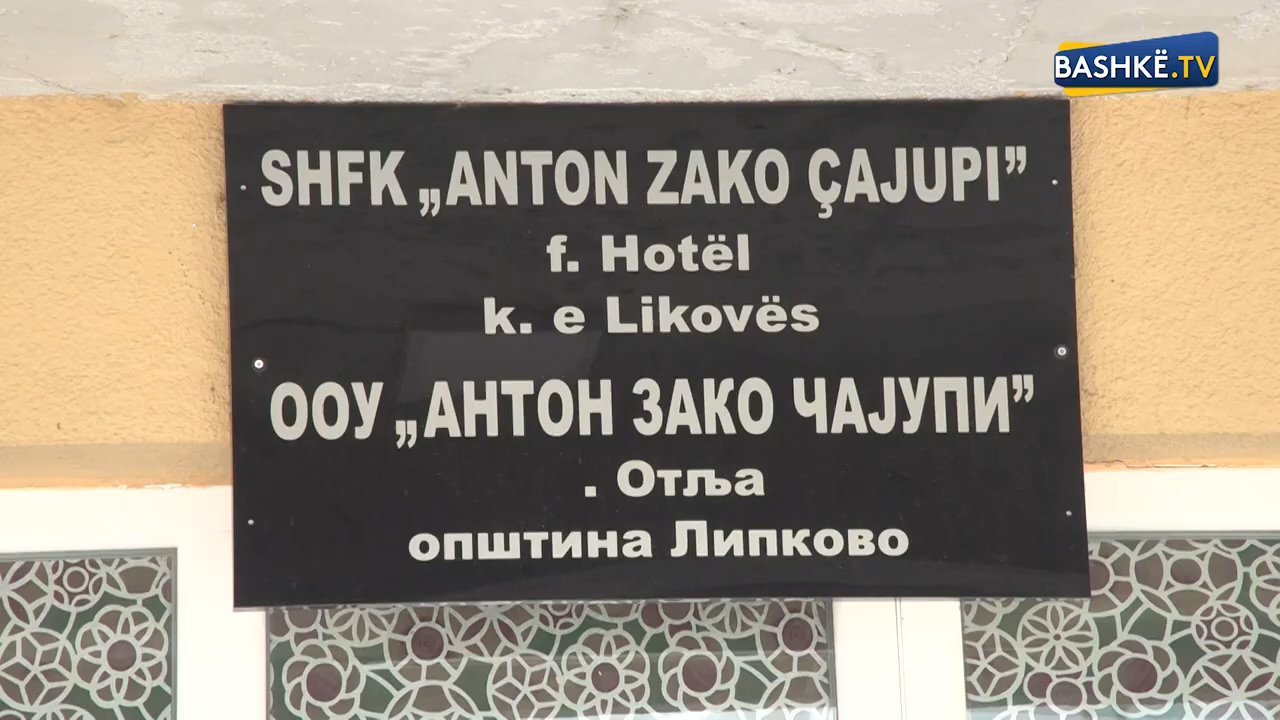 BASHKË.TV
SHFK „ANTON ZAKO ÇAJUPI”
f. Hotël
k. e Likovës
ООУ „АНТОН ЗАКО ЧАЈУПИ”
. Отља
општина Липково